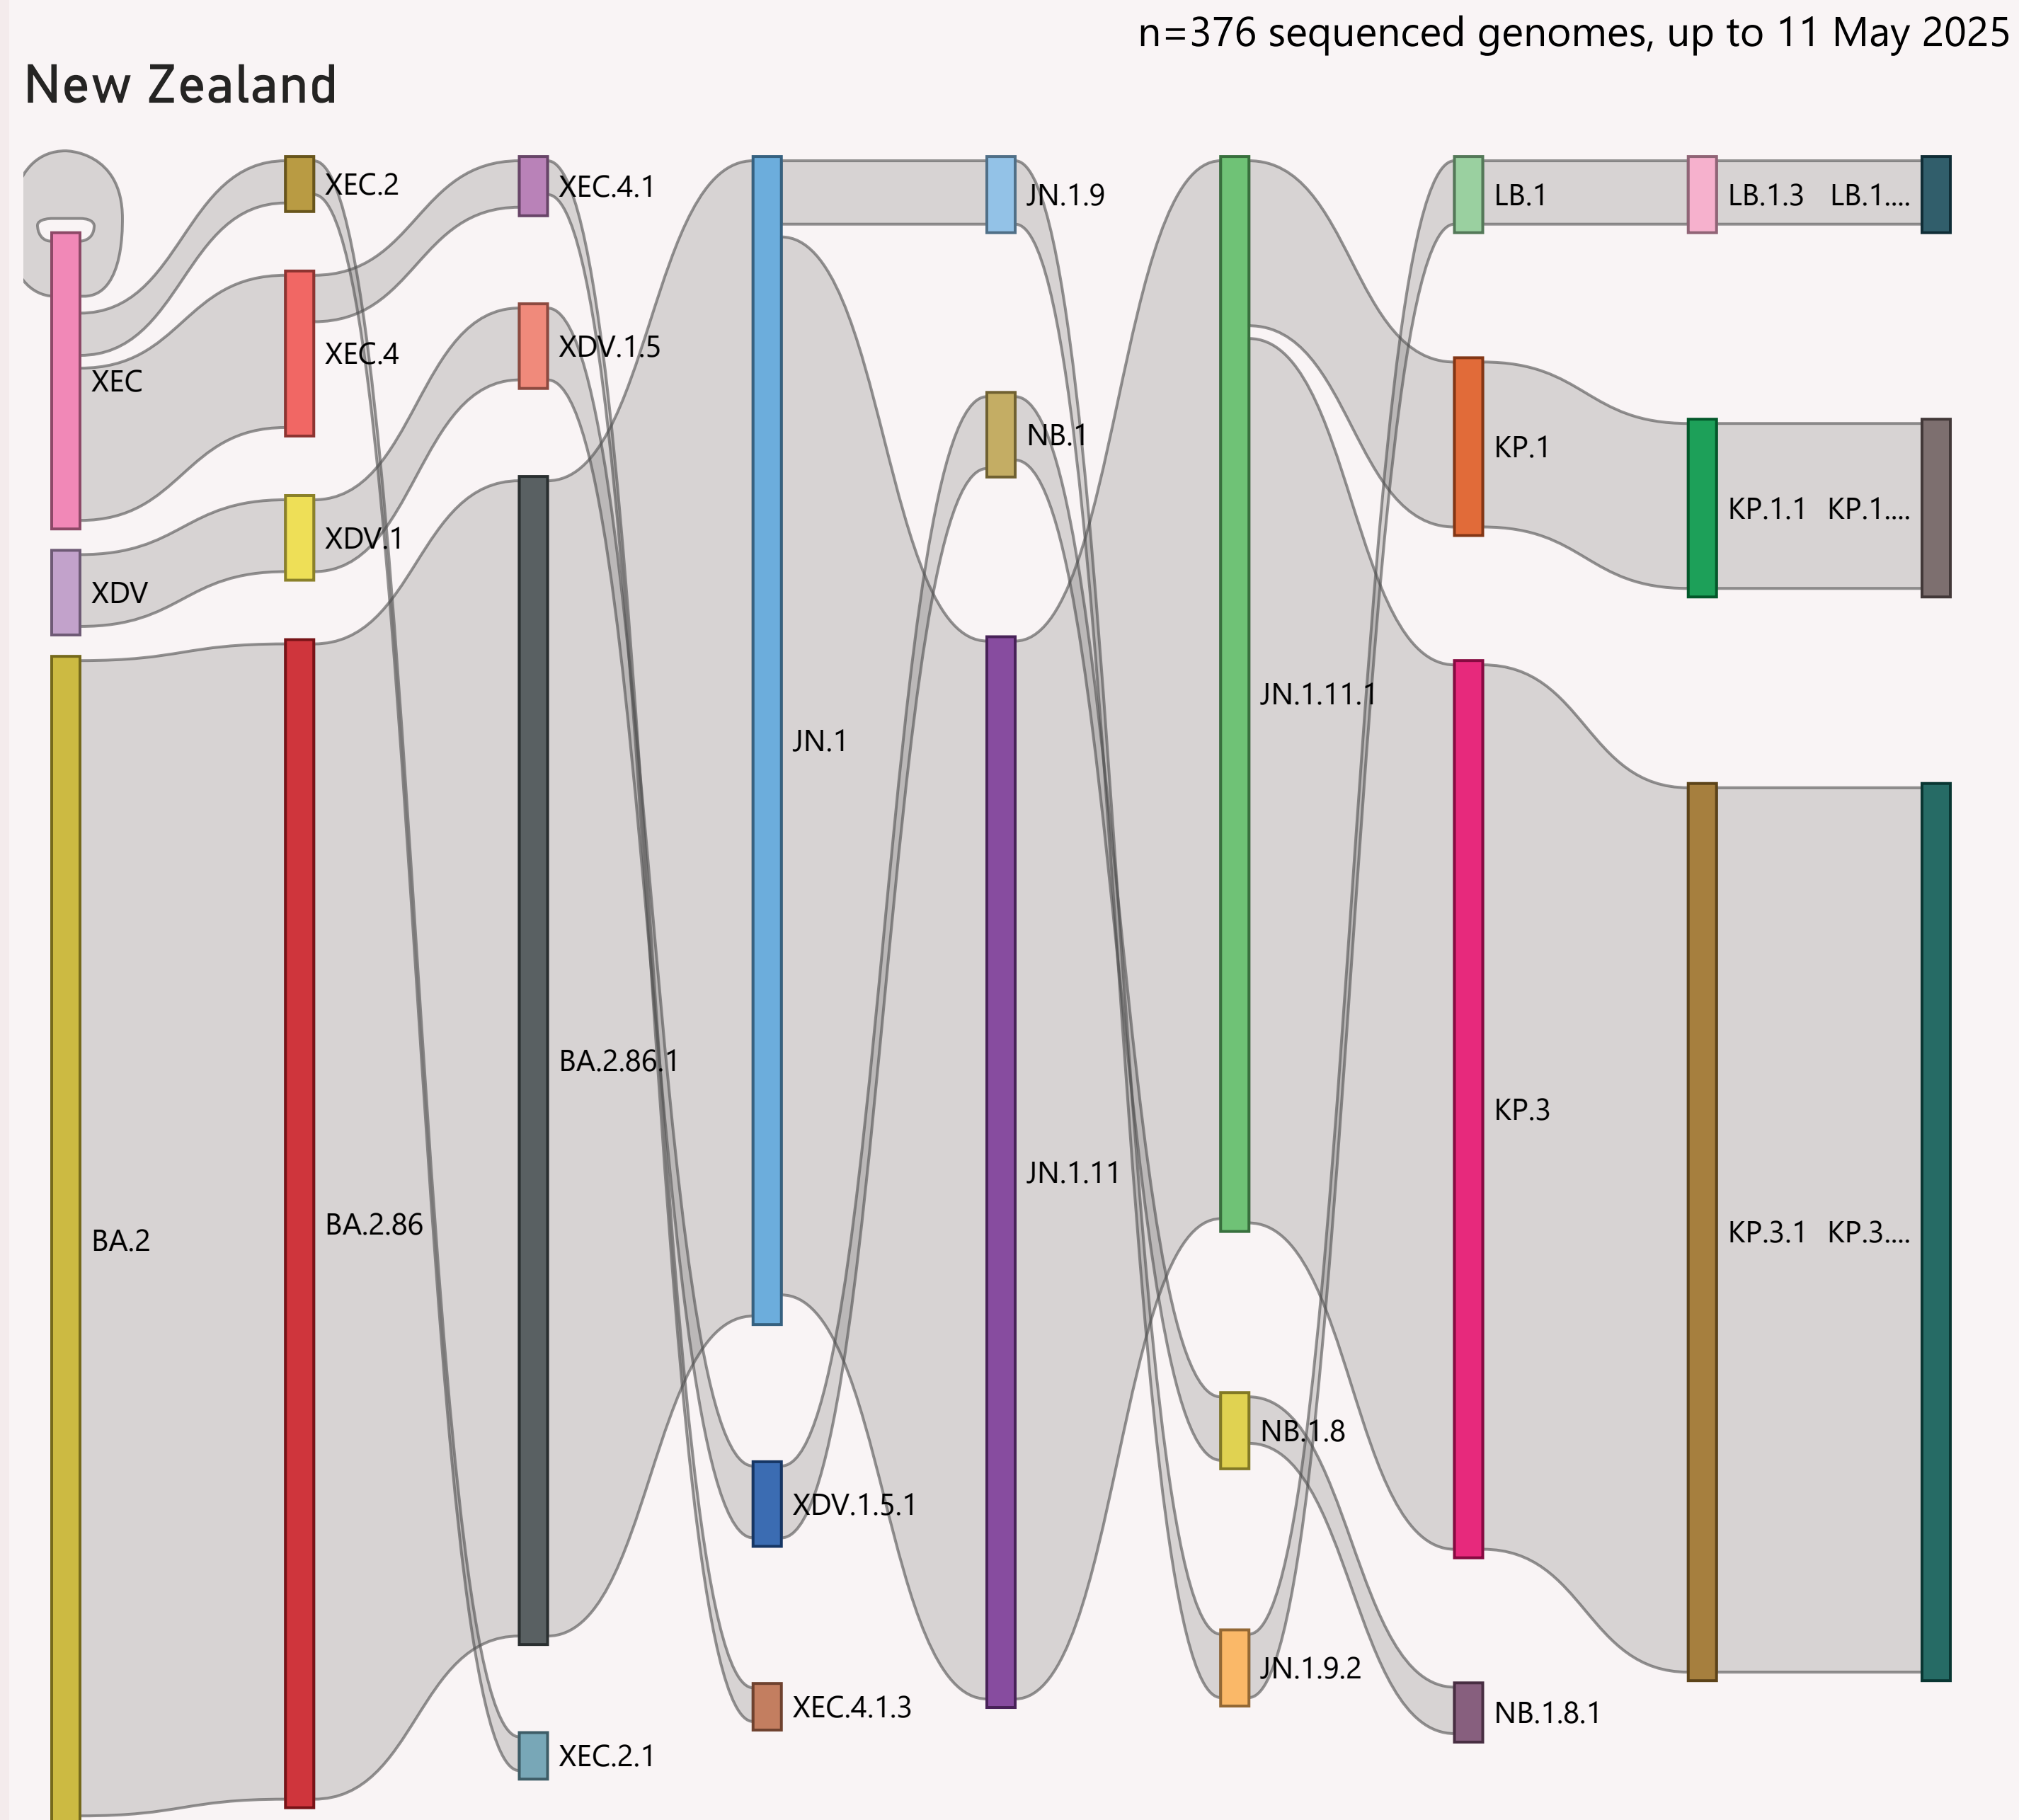 n=376 sequenced genomes, up to 11 May 2025
New Zealand
XEC
XDV
BA.2
XEC.2
XEC.4
XDV.1
BA.2.86
XEC.4.1
XDV.1.5
BA.2.86.1
XEC.2.1
JN.1
XDV.1.5.1
XEC.4.1.3
JN.1.9
NB.1
JN.1.11
JN.1.11.1
NB.1.8
JN.1.9.2
LB.1
KP.1
KP.3
NB.1.8.1
LB.1.3
KP.1.1
KP.3.1
LB.1....
KP.1....
KP.3....